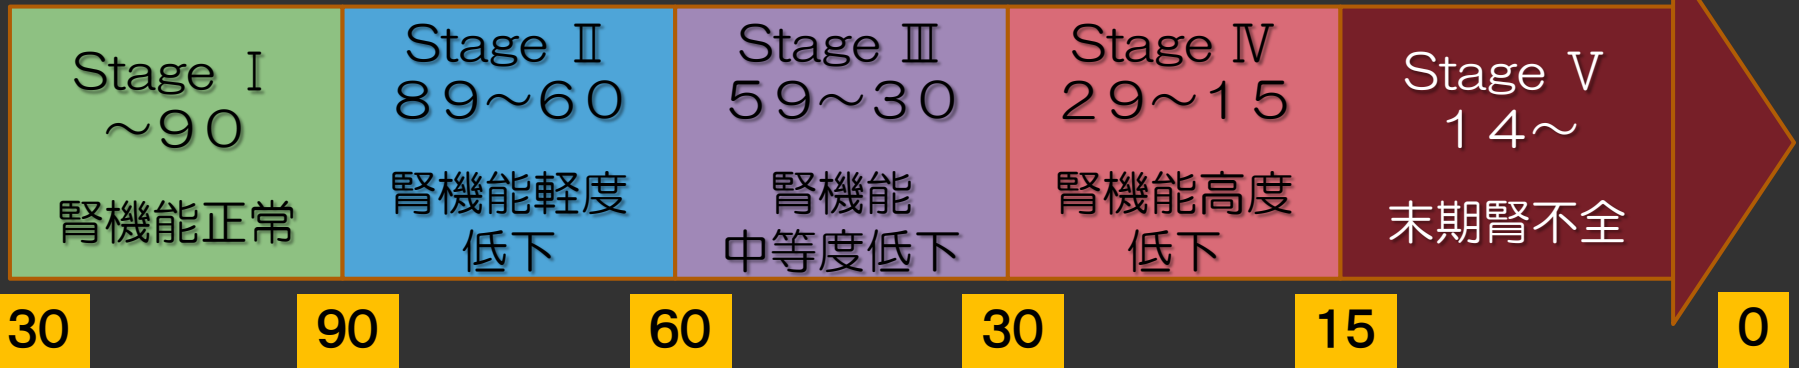 Stage Ⅰ
～９０
腎機能正常
Stage Ⅱ
８９～６０
腎機能軽度
低下
Stage Ⅲ
５９～３０
腎機能
中等度低下
Stage Ⅳ
２９～１５
腎機能高度
低下
Stage Ⅴ
１４～
末期腎不全
30
90
60
30
15
0